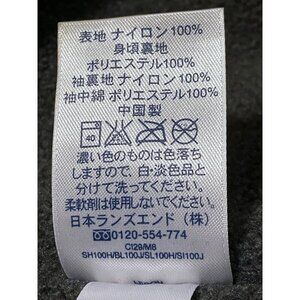 表地 ナイロン100%
身頃裏地
ポリエステル100%
袖裏地 ナイロン100%
袖中綿 ポリエステル100%
中国製
40
濃い色のものは色落ち
しますので、白・淡色品と
分けて洗ってください。
柔軟剤は使用しないでください。
日本ランズエンド（株）
0120-554-774
C129/M8
SH100H/BL100J/SL100H/SI100J